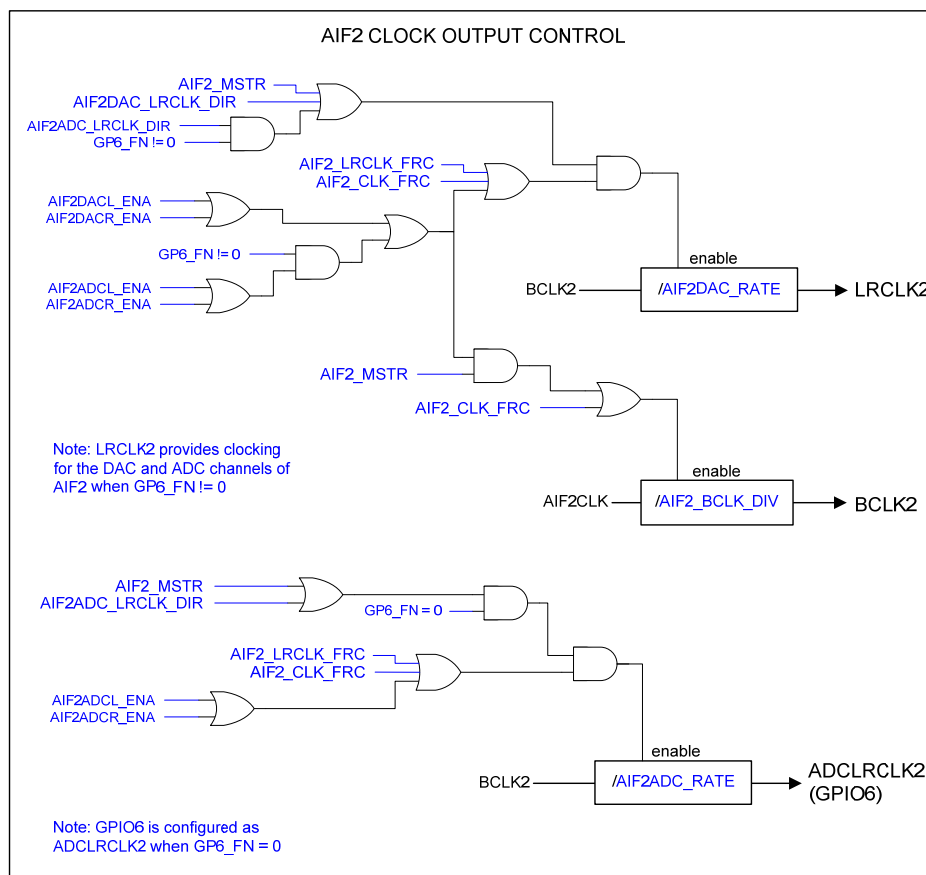 AIF2 CLOCK OUTPUT CONTROL
AIF2_MSTR
AIF2DAC_LRCLK_DIR
AIF2ADC_LRCLK_DIR
GP6_FN != 0
AIF2_LRCLK_FRC
AIF2_CLK_FRC
AIF2DACL_ENA
AIF2DACR_ENA
GP6_FN != 0
AIF2ADCL_ENA
AIF2ADCR_ENA
enable
BCLK2
/AIF2DAC_RATE
LRCLK2
AIF2_MSTR
AIF2_CLK_FRC
Note: LRCLK2 provides clocking
for the DAC and ADC channels of
AIF2 when GP6_FN != 0
enable
AIF2CLK
/AIF2_BCLK_DIV
BCLK2
AIF2_MSTR
AIF2ADC_LRCLK_DIR
GP6_FN = 0
AIF2_LRCLK_FRC
AIF2_CLK_FRC
AIF2ADCL_ENA
AIF2ADCR_ENA
enable
BCLK2
/AIF2ADC_RATE
ADCLRCLK2
(GPIO6)
Note: GPIO6 is configured as
ADCLRCLK2 when GP6_FN = 0